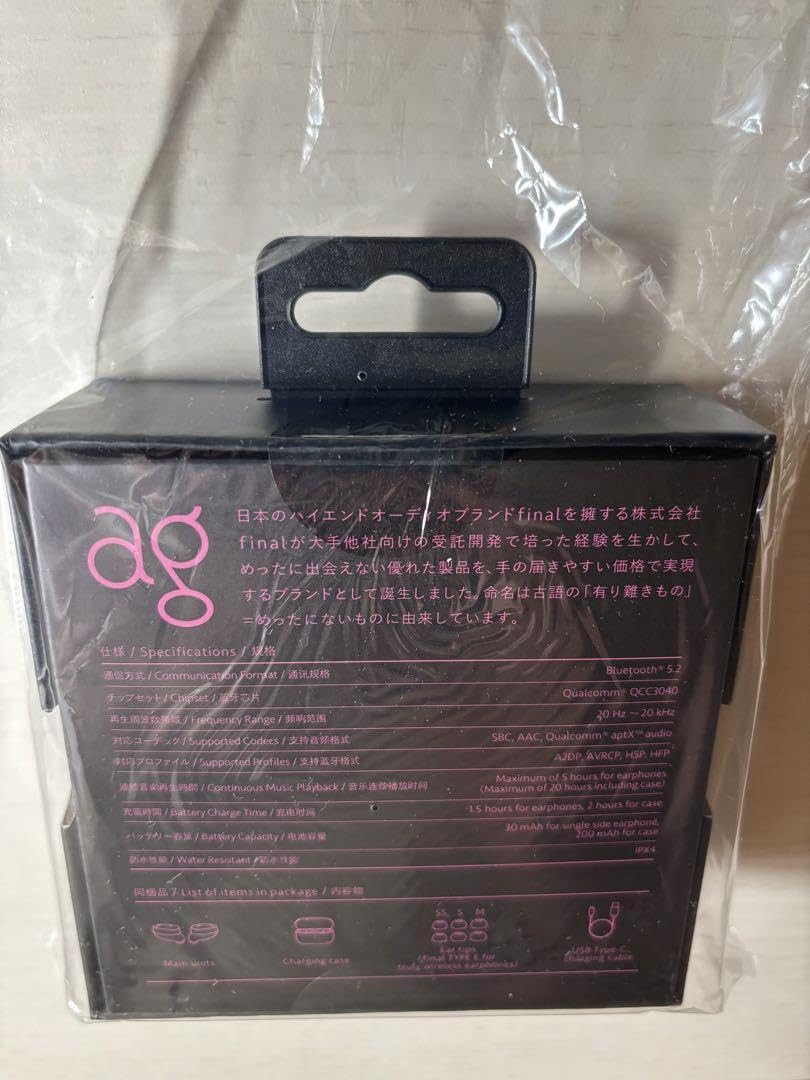 ag
日本のハイエンドオーディオブランドfinalを擁する株式会社
finalが大手他社向けの受託開発で培った経験を生かして、
めったに出会えない優れた製品を、手の届きやすい価格で実現
するブランドとして誕生しました。命名は古語の「有り難きもの」
=めったにないものに由来しています。
仕様 / Specifications / 规格
通信方式 / Communication Format / 通讯规格 Bluetooth® 5.2
チップセット / Chipset / 蓝牙芯片 Qualcomm® QCC3040
再生周波数帯域 / Frequency Range / 频响范围 20 Hz ～ 20 kHz
対応コーデック / Supported Codecs / 支持音频格式 SBC, AAC, Qualcomm® aptX™ audio
対応プロファイル / Supported Profiles / 支持蓝牙格式 A2DP, AVRCP, HSP, HFP
連続音楽再生時間 / Continuous Music Playback / 音乐连续播放时间 Maximum of 5 hours for earphones
(Maximum of 20 hours including case)
充電時間 / Battery Charge Time / 充电时间 1.5 hours for earphones, 2 hours for case
バッテリー容量 / Battery Capacity / 电池容量 30 mAh for single side earphone,
200 mAh for case
防水性能 / Water Resistant / 防水性能 IPX4
同梱品 / List of items in package / 内容箱
SS S M
Main units
Charging case
Ear tips
(final TYPE E for
truly wireless earphones)
USB Type-C
charging cable